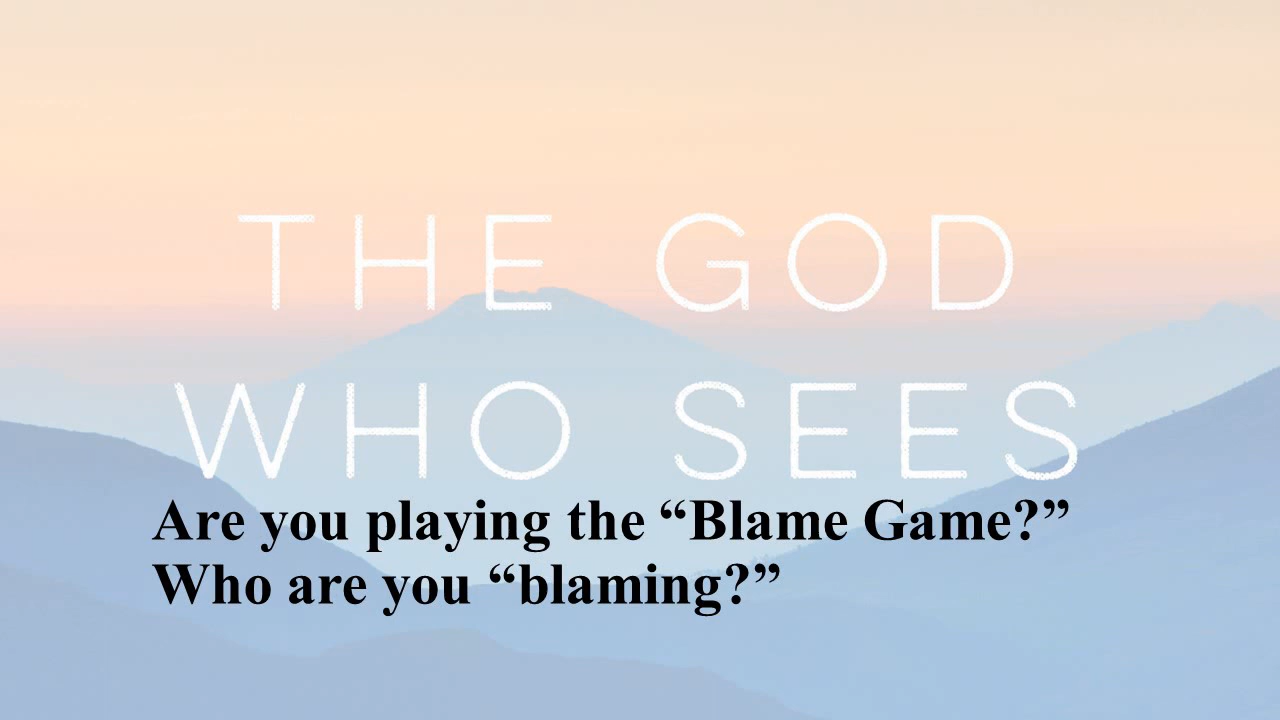 THE GOD
WHO SEES
Are you playing the “Blame Game?”
Who are you “blaming?”